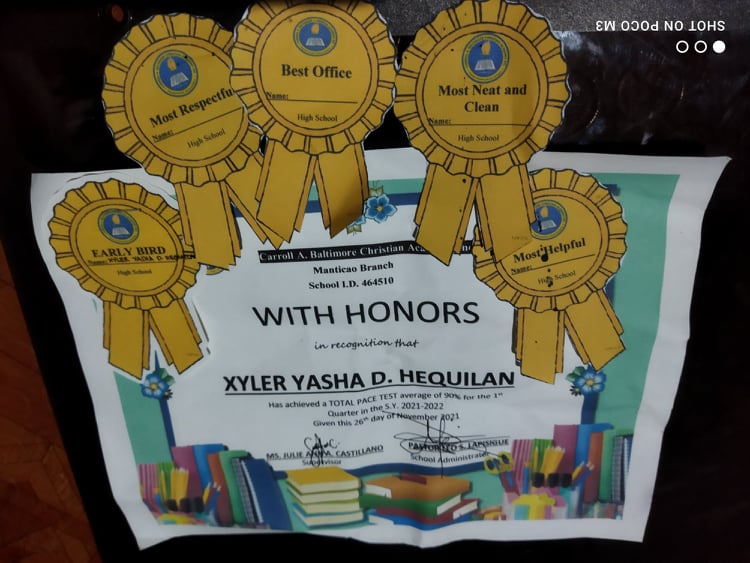 SHOT ON POCO M3
Most Respectfu
Name:
High School
Best Office
Name:
High School
Most Neat and
Clean
Name:
High School
EARLY BIRD
Name: XYLER YASHA D HEQUILAN
High School
Most Helpful
Name:
High School
Carroll A. Baltimore Christian Aca
Manticao Branch
School I.D. 464510
WITH HONORS
in recognition that
XYLER YASHA D. HEQUILAN
Has achieved a TOTAL PACE TEST average of 90% for the 1st
Quarter in the S.Y. 2021-2022
Given this 26th day of November 2021
MS. JULIE CASTILLANO
Supervisor
School Administrator